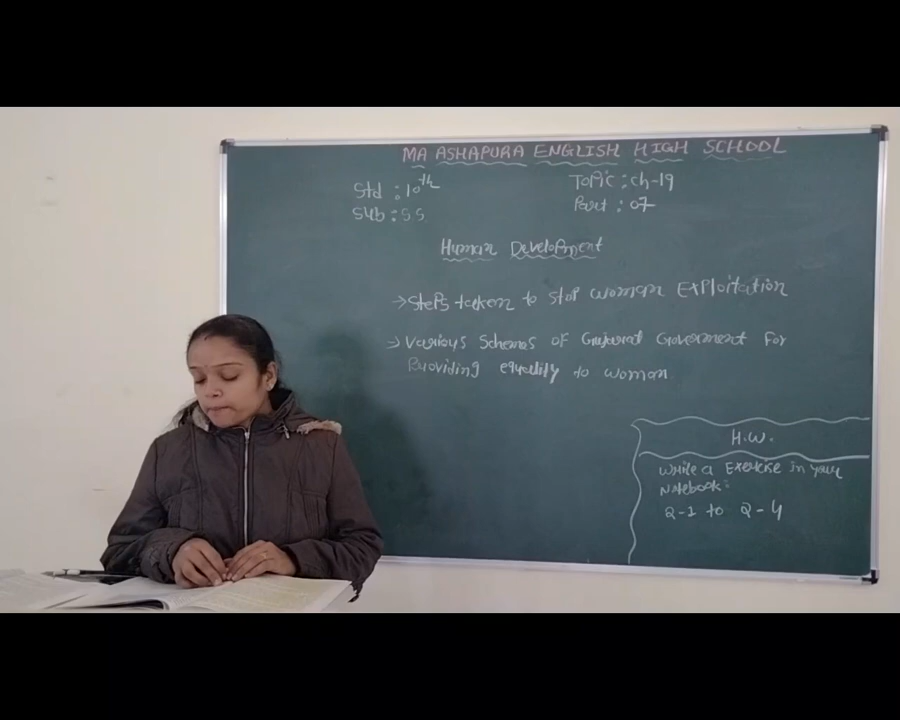 MA ASHAPURA ENGLISH HIGH SCHOOL
Std : 10th
Topic : ch-19
Sub : S.S.
Part : 07
Human Development
→ Steps taken to stop woman Exploitation
→ Various Schemes of Gujarat Goverment For
Providing equality to woman
H.W.
Write a Exercise in your
Notebook:
Q-1 to Q-4